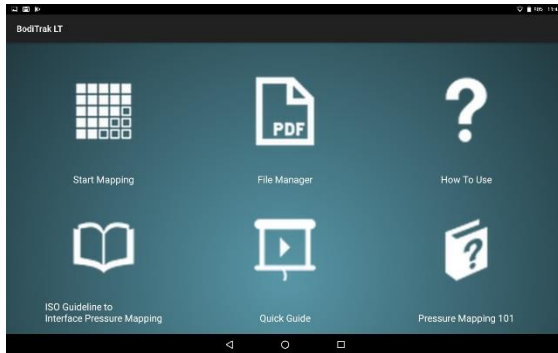 BodiTrak LT
PDF
Start Mapping
File Manager
How To Use
ISO Guideline to
Interface Pressure Mapping
Quick Guide
Pressure Mapping 101